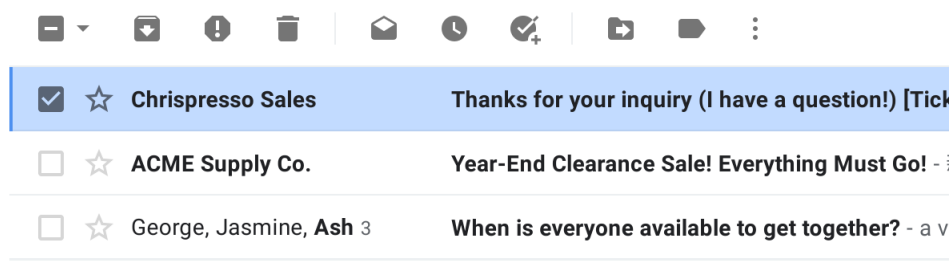 Chrispresso Sales Thanks for your inquiry (I have a question!)
ACME Supply Co. Year-End Clearance Sale! Everything Must Go! -
George, Jasmine, Ash 3 When is everyone available to get together? - a